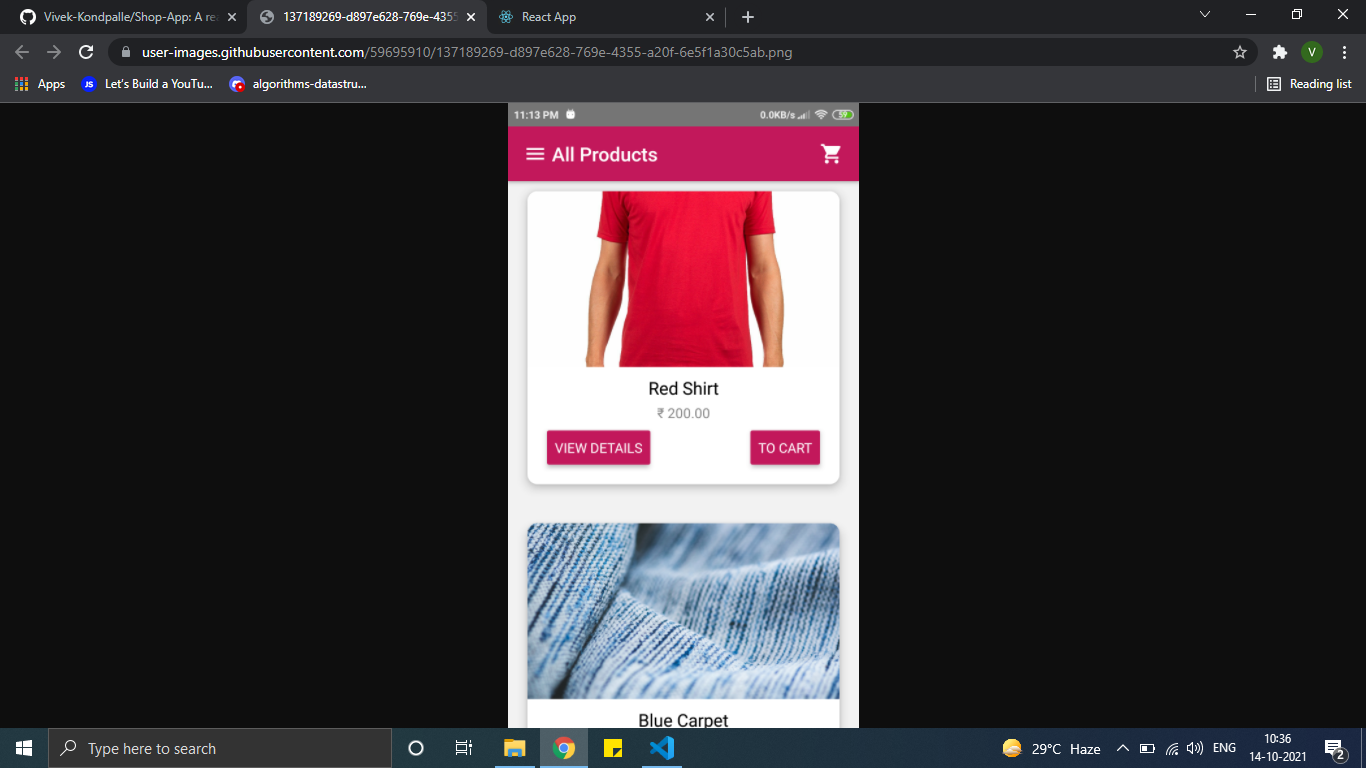 Vivek-Kondpalle/Shop-App: A rea
137189269-d897e628-769e-4355
React App
user-images.githubusercontent.com/59695910/137189269-d897e628-769e-4355-a20f-6e5f1a30c5ab.png
V
Apps
JS
Let's Build a YouTu...
algorithms-datastru...
Reading list
11:13 PM
0.0KB/s
59
All Products
Red Shirt
₹ 200.00
VIEW DETAILS
TO CART
Blue Carpet
Type here to search
29°C Haze
ENG
10:36
14-10-2021
2